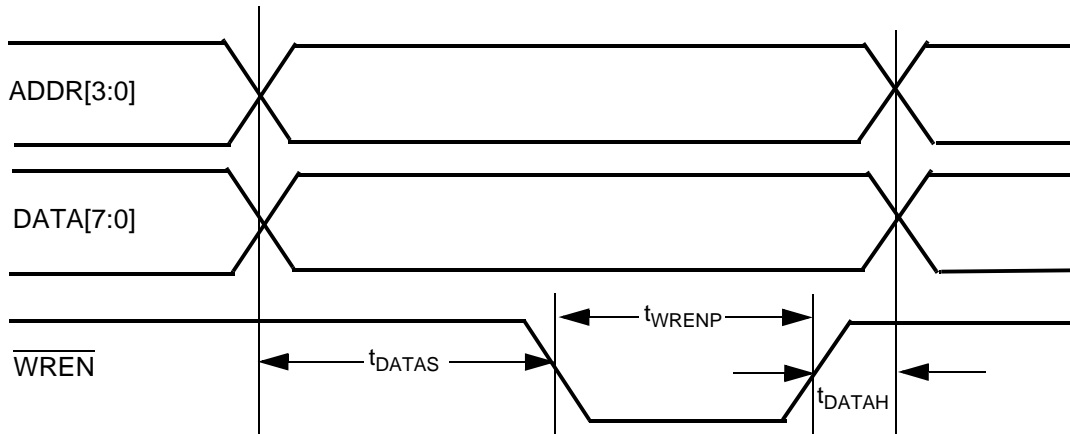 ADDR[3:0]
DATA[7:0]
tWRENP
WREN
tDATAS
tDATAH